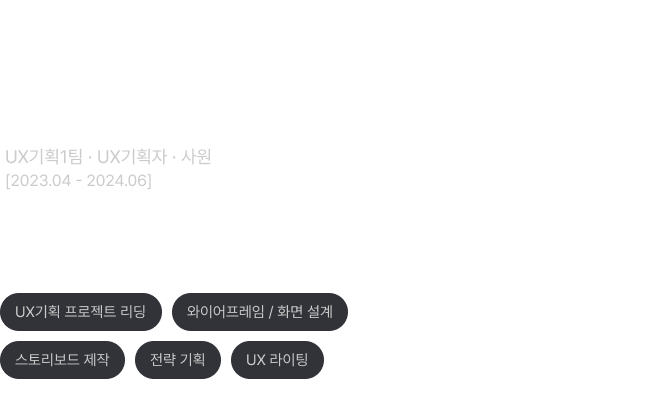 UX기획1팀 · UX기획자 · 사원
[2023.04 - 2024.06]
UX기획 프로젝트 리딩
와이어프레임 / 화면 설계
스토리보드 제작
전략 기획
UX 라이팅